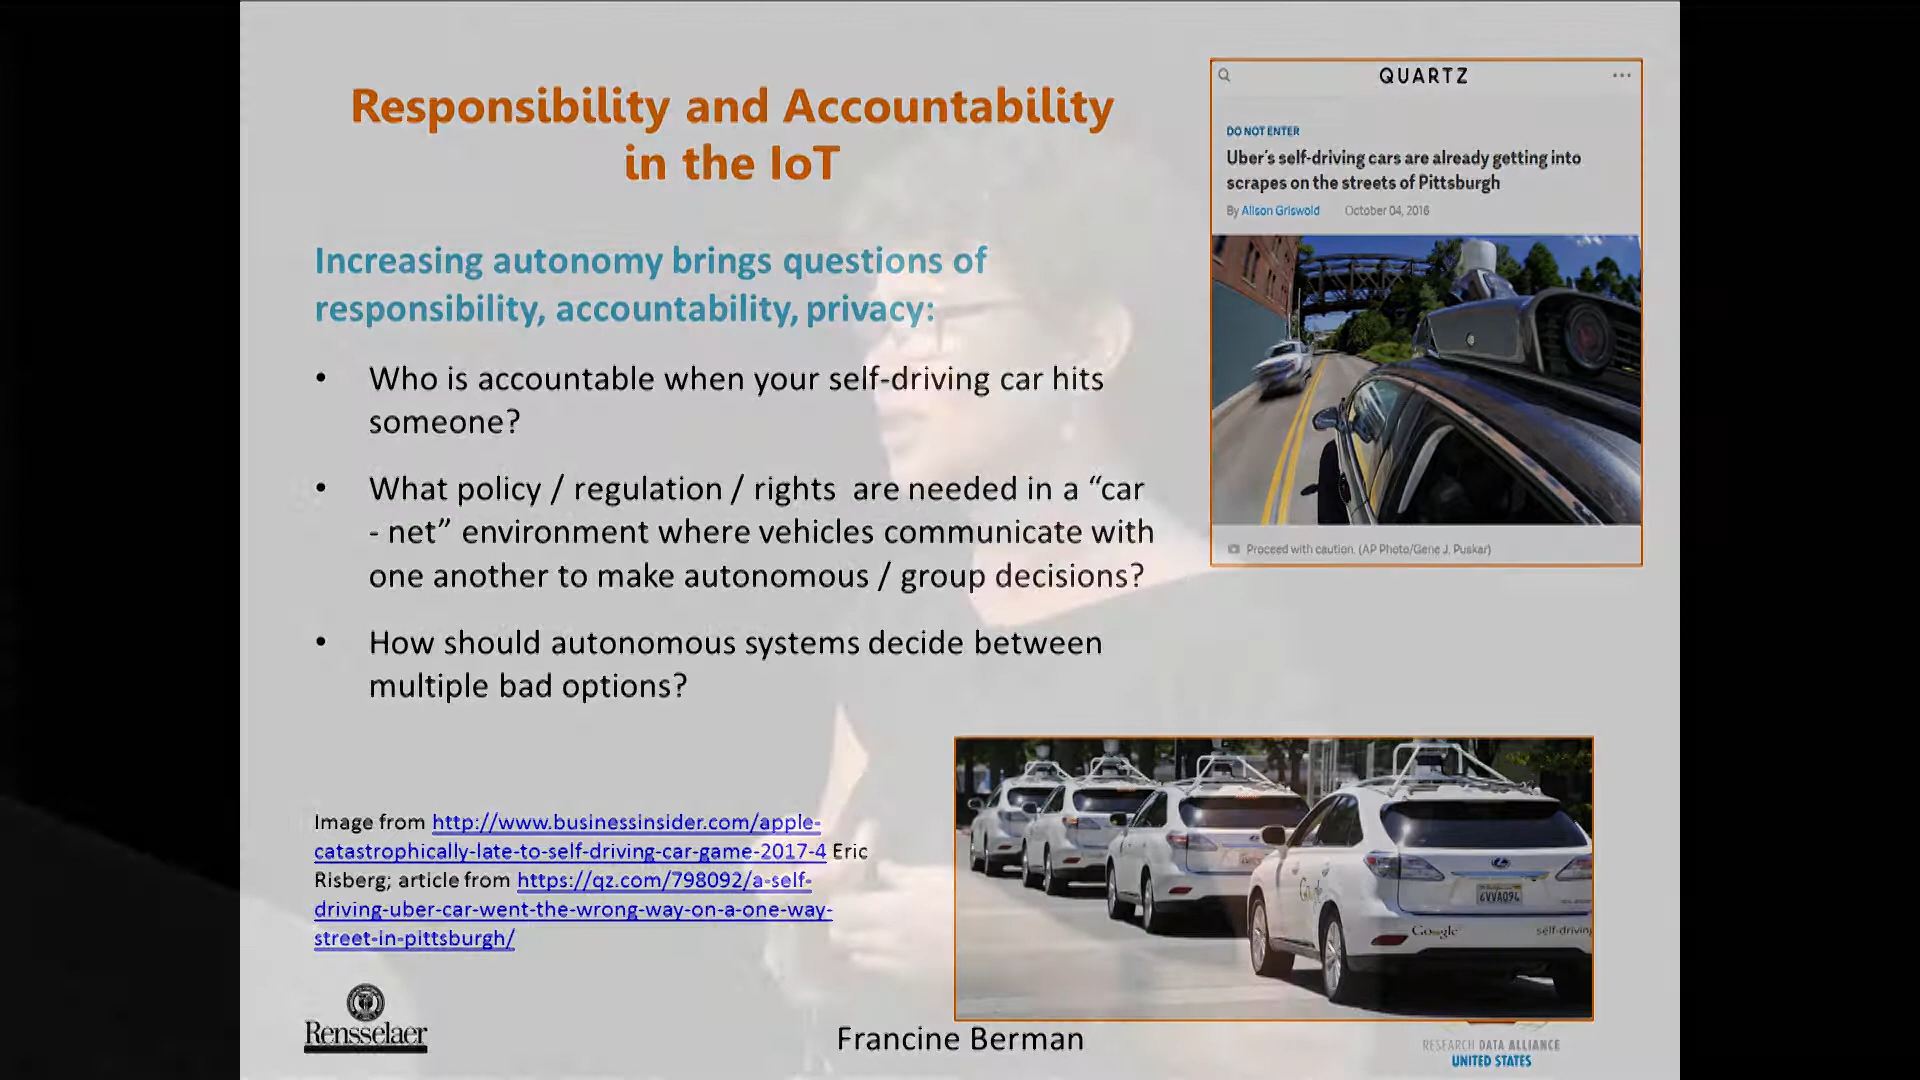 Responsibility and Accountability
in the IoT
Increasing autonomy brings questions of
responsibility, accountability, privacy:
• Who is accountable when your self-driving car hits
someone?
• What policy / regulation / rights are needed in a “car
- net” environment where vehicles communicate with
one another to make autonomous / group decisions?
• How should autonomous systems decide between
multiple bad options?
Image from http://www.businessinsider.com/apple-
catastrophically-late-to-self-driving-car-game-2017-4 Eric
Risberg; article from https://qz.com/798092/a-self-
driving-uber-car-went-the-wrong-way-on-a-one-way-
street-in-pittsburgh/
QUARTZ
DO NOT ENTER
Uber's self-driving cars are already getting into
scrapes on the streets of Pittsburgh
By Alison Griswold October 04, 2016
Proceed with caution. (AP Photo/Gene J. Puskar)
Google
6VVA094
Google self-driving
Rensselaer
Francine Berman
RESEARCH DATA ALLIANCE
UNITED STATES